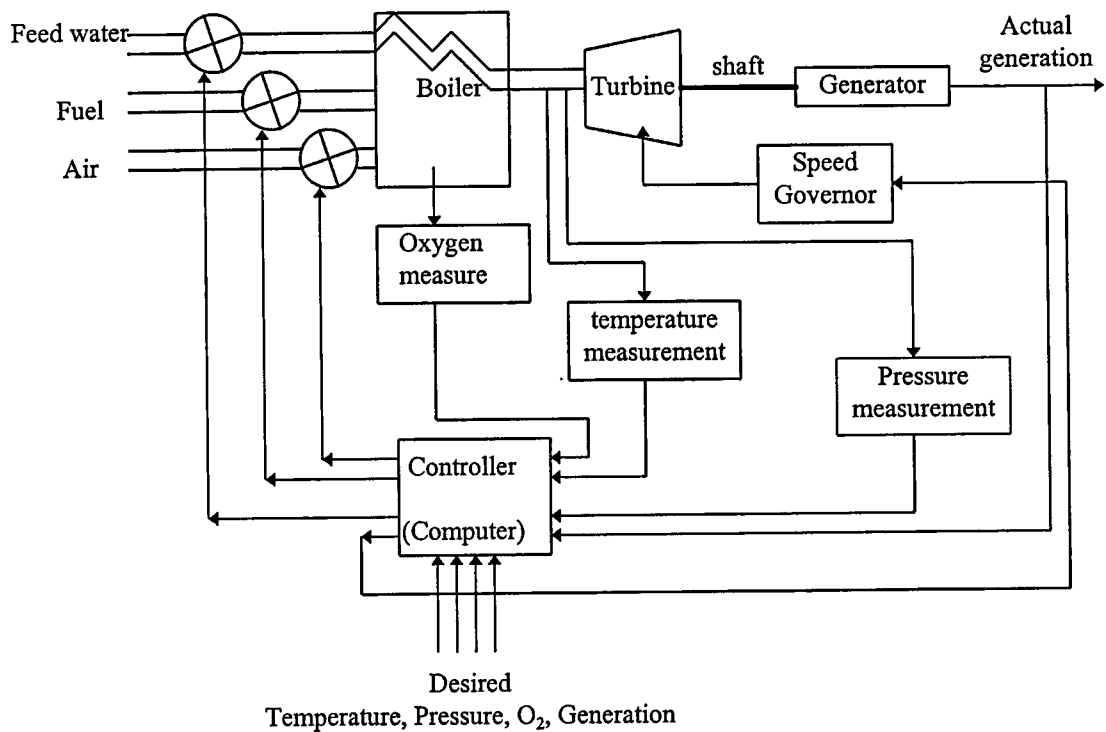 Feed water
Fuel
Air
Boiler
Turbine
shaft
Generator
Actual
generation
Speed
Governor
Oxygen
measure
temperature
measurement
Pressure
measurement
Controller
(Computer)
Desired
Temperature, Pressure, O₂, Generation